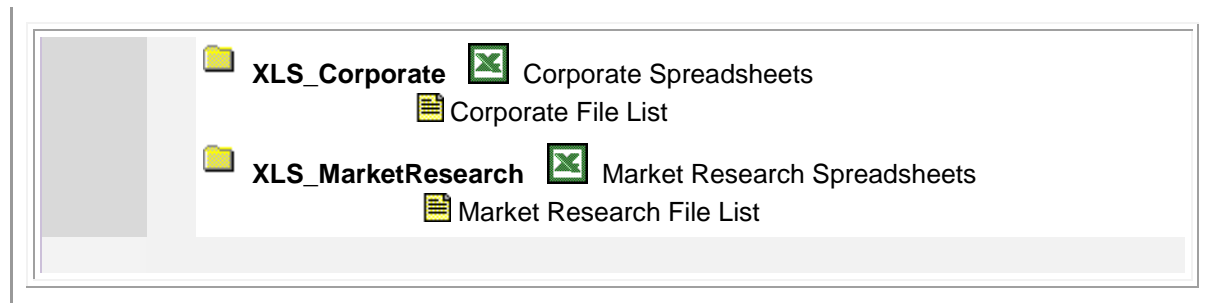 XLS_Corporate Corporate Spreadsheets
Corporate File List
XLS_MarketResearch Market Research Spreadsheets
Market Research File List